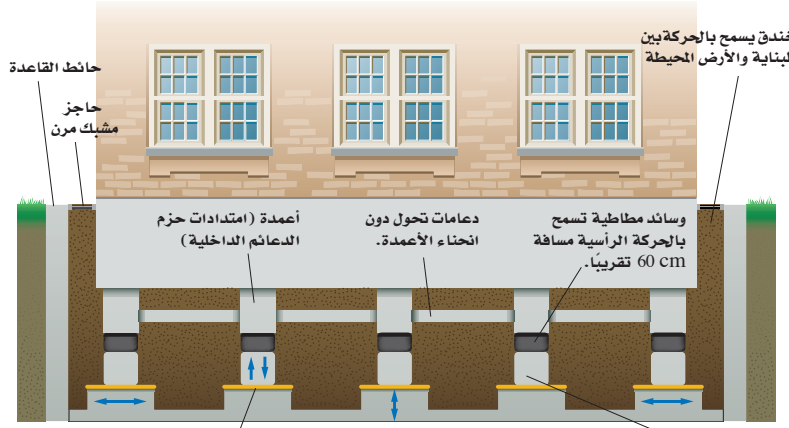 خندق يسمح بالحركة بين
البناية والأرض المحيطة
حائط القاعدة
حاجز
مشبك مرن
وسائد مطاطية تسمح
بالحركة الرأسية مسافة
60 cm تقريبًا.
دعامات تحول دون
انحناء الأعمدة.
أعمدة (امتدادات حزم
الدعائم الداخلية)